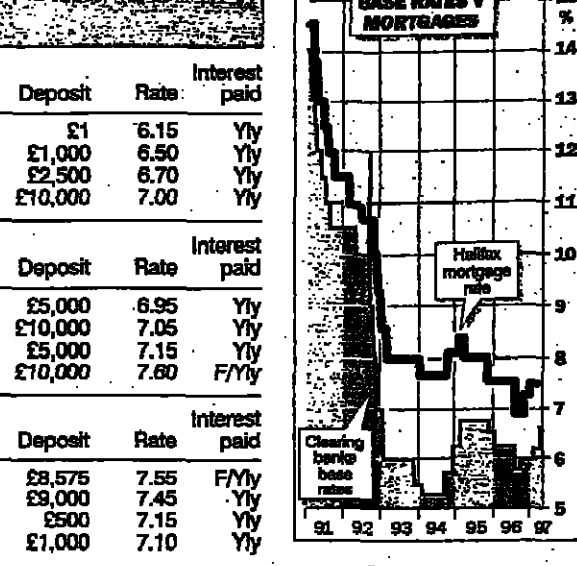 Deposit Rate Interest paid
£1 6.15 Yly
£1,000 6.50 Yly
£2,500 6.70 Yly
£10,000 7.00 Yly
Deposit Rate Interest paid
£5,000 6.95 Yly
£10,000 7.05 Yly
£5,000 7.15 Yly
£10,000 7.60 F/Yly
Deposit Rate Interest paid
£8,575 7.55 F/Yly
£9,000 7.45 Yly
£500 7.15 Yly
£1,000 7.10 Yly
BASE RATES V
MORTGAGES
%
14
13
12
11
10
9
8
7
6
5
Halifax
mortgage
rate
Clearing
banks
base
rates
91 92 93 94 95 96 97